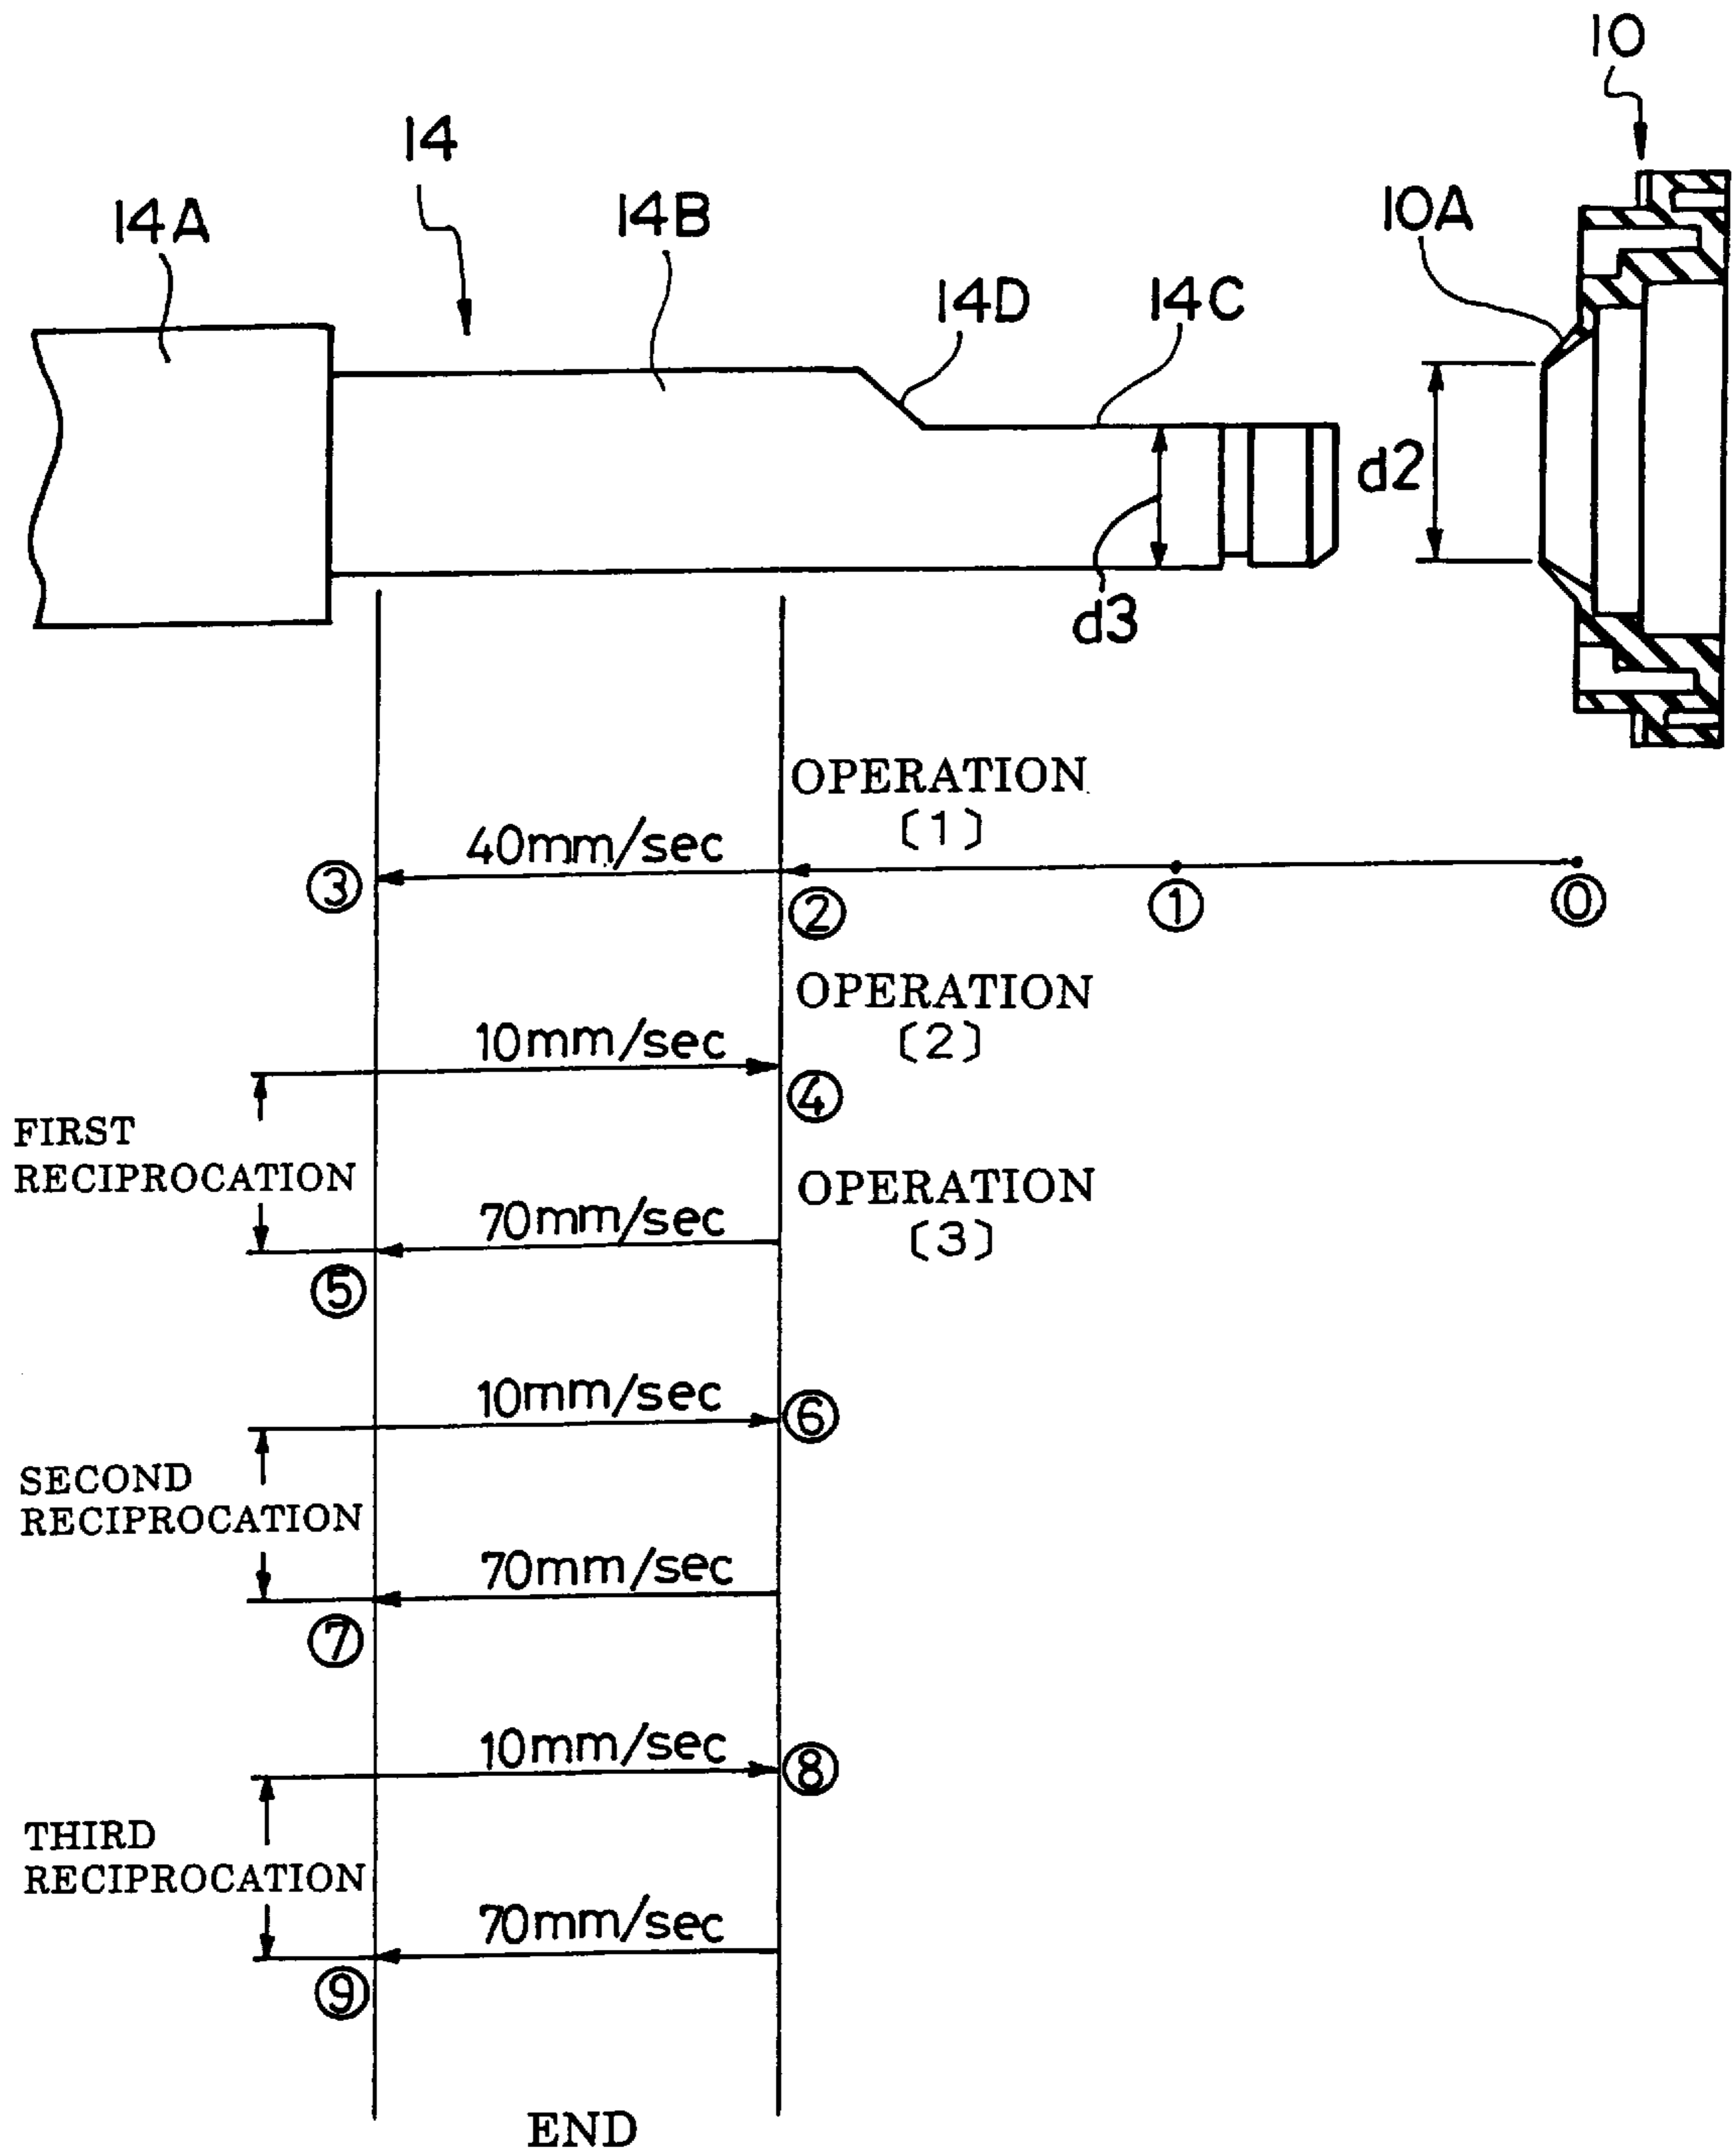 10
14
14A
14B
10A
14D
14C
d2
d3
OPERATION
(1)
40mm/sec
③
②
①
⓪
OPERATION
(2)
10mm/sec
④
FIRST
RECIPROCATION
OPERATION
(3)
70mm/sec
⑤
10mm/sec
⑥
SECOND
RECIPROCATION
70mm/sec
⑦
10mm/sec
⑧
THIRD
RECIPROCATION
70mm/sec
⑨
END